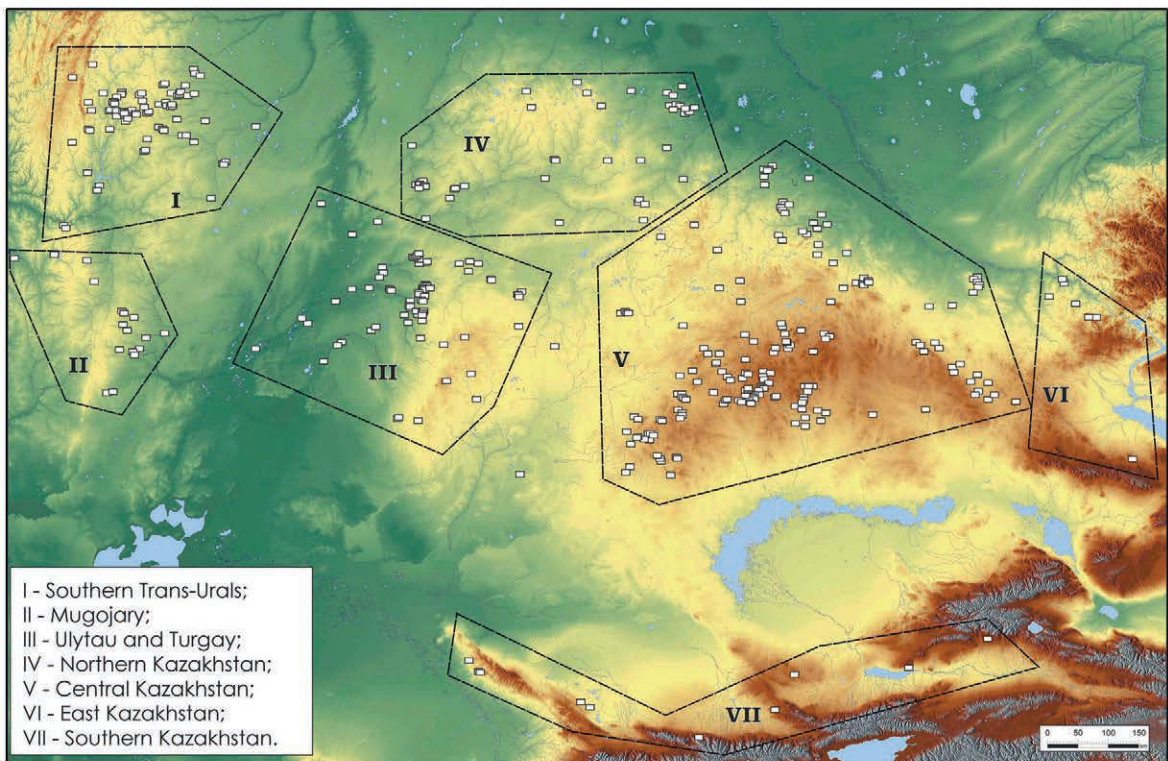 I
IV
II
III
V
VI
VII
I - Southern Trans-Urals;
II - Mugojary;
III - Ulytau and Turgay;
IV - Northern Kazakhstan;
V - Central Kazakhstan;
VI - East Kazakhstan;
VII - Southern Kazakhstan.
0 50 100 150